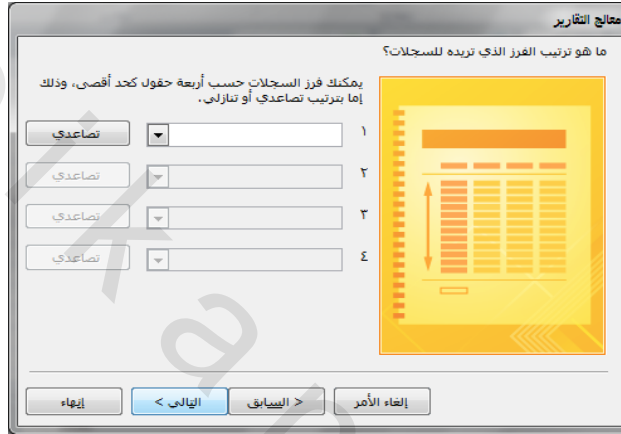 معالج التقارير
ما هو ترتيب الفرز الذي تريده للسجلات؟
يمكنك فرز السجلات حسب أربعة حقول كحد أقصى، وذلك
إما بترتيب تصاعدي أو تنازلي.
١ تصاعدي
٢ تصاعدي
٣ تصاعدي
٤ تصاعدي
إلغاء الأمر < السابق التالي > إنهاء